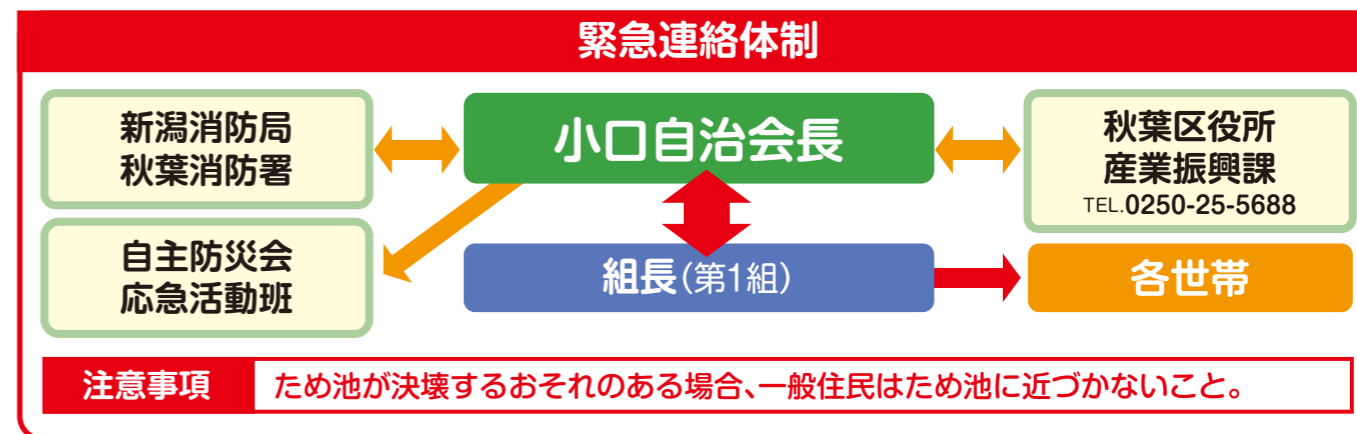 緊急連絡体制
新潟消防局
秋葉消防署
小口自治会長
秋葉区役所
産業振興課
TEL.0250-25-5688
自主防災会
応急活動班
組長(第1組)
各世帯
注意事項
ため池が決壊するおそれのある場合、一般住民はため池に近づかないこと。